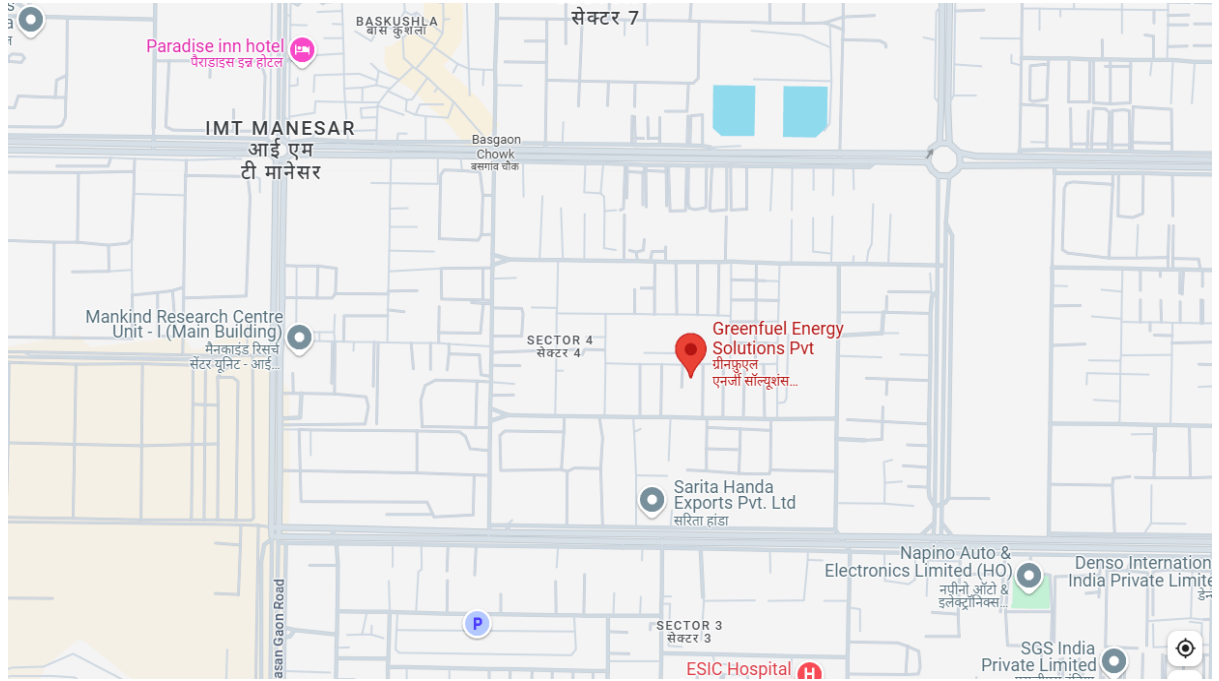 सेक्टर 7
BASKUSHLA
बास कुशला
Paradise inn hotel
पैराडाइस इन्न होटल
IMT MANESAR
आई एम
टी मानेसर
Basgaon
Chowk
बसगांव चौक
Mankind Research Centre
Unit - I (Main Building)
मैनकाइंड रिसर्च
सेंटर यूनिट - आई...
SECTOR 4
सेक्टर 4
Greenfuel Energy
Solutions Pvt
ग्रीनफ़ुएल
एनर्जी सॉल्यूशंस...
Sarita Handa
Exports Pvt. Ltd
सरिता हांडा
Napino Auto &
Electronics Limited (HO)
नपीनो ऑटो &
इलेक्ट्रॉनिक्स...
Denso Internation
India Private Limite
डेन
asan Gaon Road
P
SECTOR 3
सेक्टर 3
ESIC Hospital
H
SGS India
Private Limited